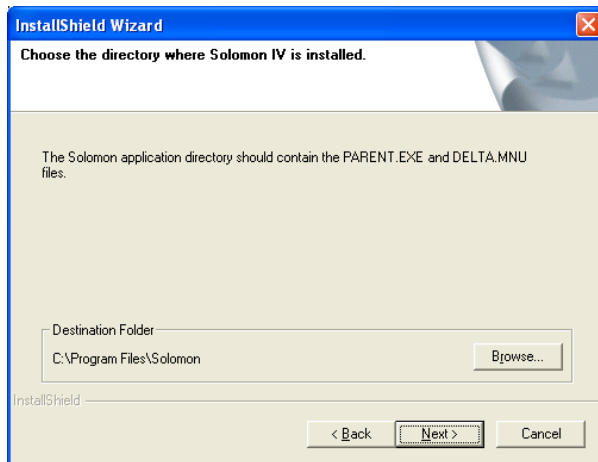 InstallShield Wizard
Choose the directory where Solomon IV is installed.
The Solomon application directory should contain the PARENT.EXE and DELTA.MNU
files.
Destination Folder
C:\Program Files\Solomon
Browse...
InstallShield
< Back
Next >
Cancel